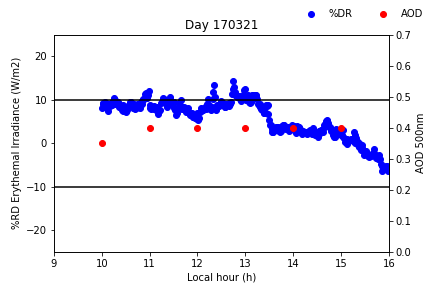 %DR AOD
Day 170321
%RD Erythemal Irradiance (W/m2)
20
10
0
−10
−20
0.7
0.6
0.5
0.4
0.3
0.2
0.1
0.0
AOD 500nm
9 10 11 12 13 14 15 16
Local hour (h)